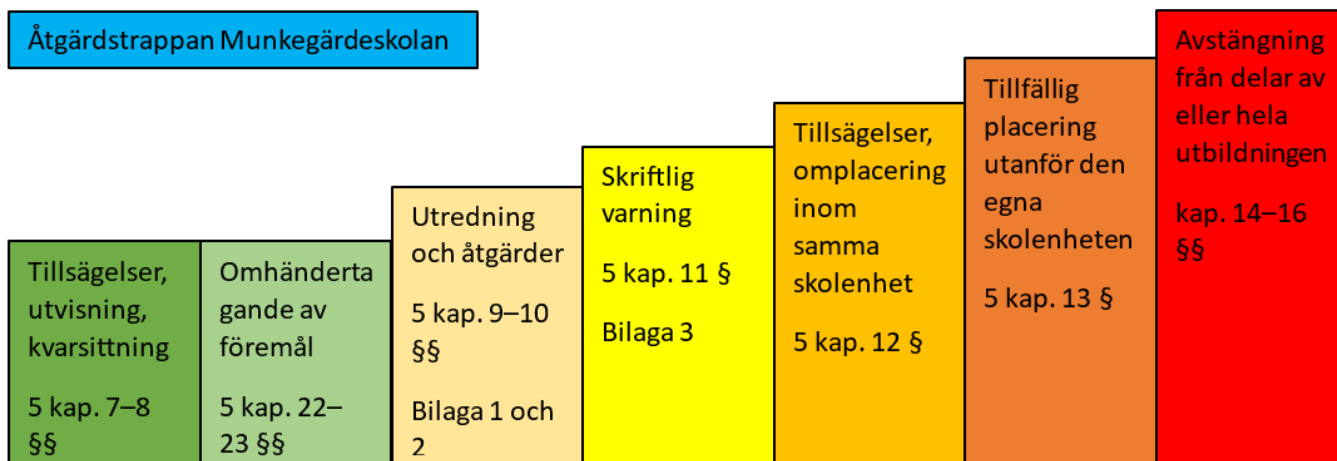 Åtgärdstrappan Munkegärdeskolan
Tillsägelser,
utvisning,
kvarsittning
5 kap. 7–8
§§
Omhänderta
gande av
föremål
5 kap. 22–
23 §§
Utredning
och åtgärder
5 kap. 9–10
§§
Bilaga 1 och
2
Skriftlig
varning
5 kap. 11 §
Bilaga 3
Tillsägelser,
omplacering
inom
samma
skolenhet
5 kap. 12 §
Tillfällig
placering
utanför den
egna
skolenheten
5 kap. 13 §
Avstängning
från delar av
eller hela
utbildningen
kap. 14–16
§§